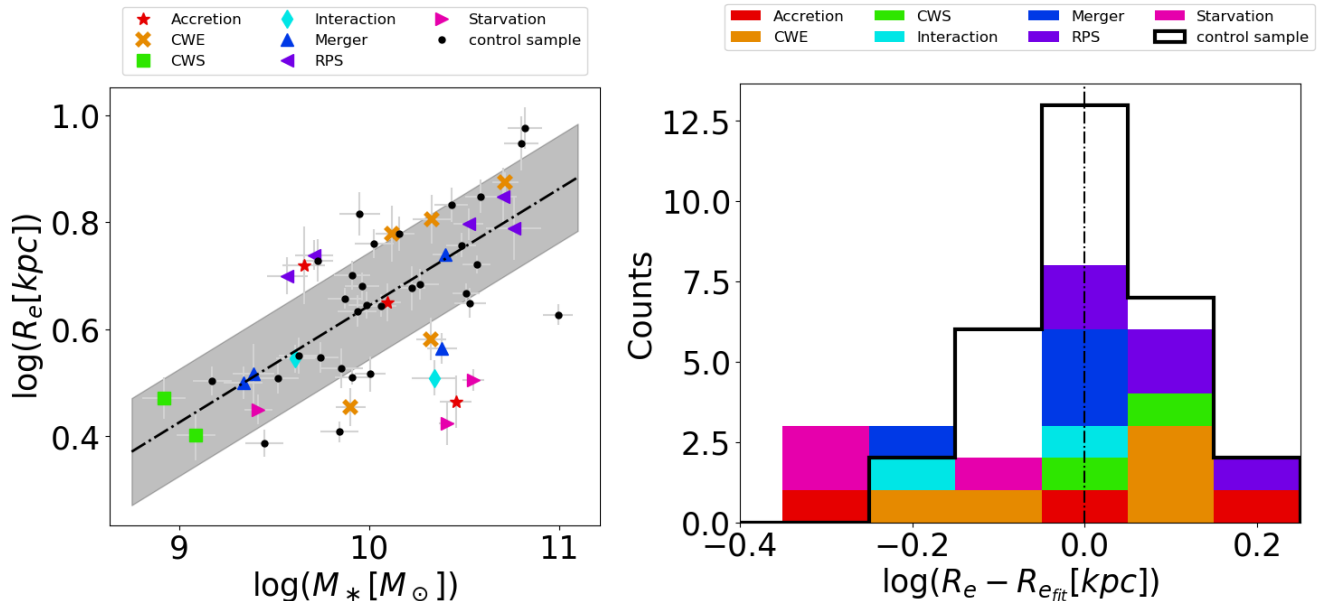 Accretion Interaction Starvation
CWE Merger control sample
CWS RPS
1.0
0.8
0.6
0.4
log(R_e[kpc])
9 10 11
log(M_*[M_⊙])
Accretion CWS Merger Starvation
CWE Interaction RPS control sample
12.5
10.0
7.5
5.0
2.5
0.0
Counts
−0.4 −0.2 0.0 0.2
log(R_e − R_{e_{fit}}[kpc])